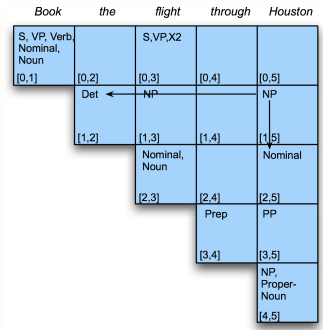 Book the flight through Houston
S, VP, Verb,
Nominal,
Noun
[0,1]
[0,2]
S,VP,X2
[0,3]
[0,4]
[0,5]
Det
[1,2]
NP
[1,3]
[1,4]
NP
[1,5]
Nominal,
Noun
[2,3]
[2,4]
Nominal
[2,5]
Prep
[3,4]
PP
[3,5]
NP,
Proper-
Noun
[4,5]